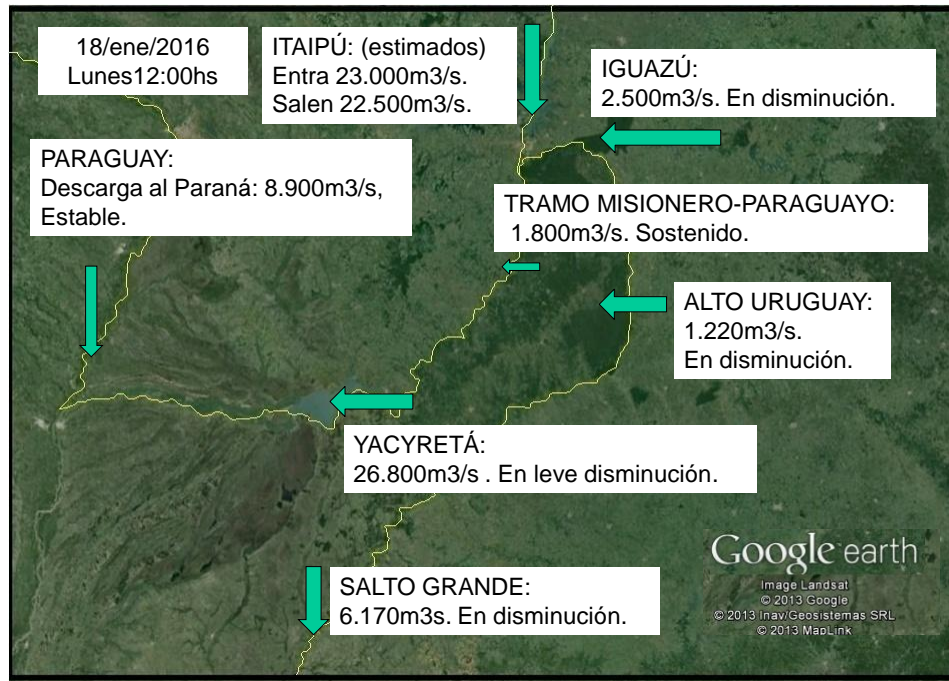 18/ene/2016
Lunes12:00hs
ITAIPÚ: (estimados)
Entra 23.000m3/s.
Salen 22.500m3/s.
IGUAZÚ:
2.500m3/s. En disminución.
PARAGUAY:
Descarga al Paraná: 8.900m3/s,
Estable.
TRAMO MISIONERO-PARAGUAYO:
1.800m3/s. Sostenido.
ALTO URUGUAY:
1.220m3/s.
En disminución.
YACYRETÁ:
26.800m3/s . En leve disminución.
SALTO GRANDE:
6.170m3s. En disminución.
Google earth
Image Landsat
© 2013 Google
© 2013 Inav/Geosistemas SRL
© 2013 MapLink